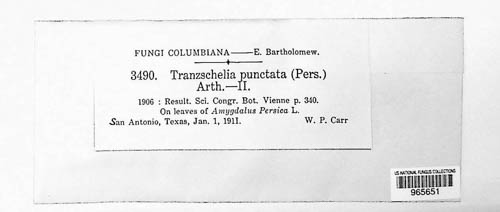 FUNGI COLUMBIANA——E. Bartholomew.
3490. Tranzschelia punctata (Pers.)
Arth.—II.
1906 : Result. Sci. Congr. Bot. Vienne p. 340.
On leaves of Amygdalus Persica L.
San Antonio, Texas, Jan. 1, 1911. W. P. Carr
US NATIONAL FUNGUS COLLECTIONS
965651